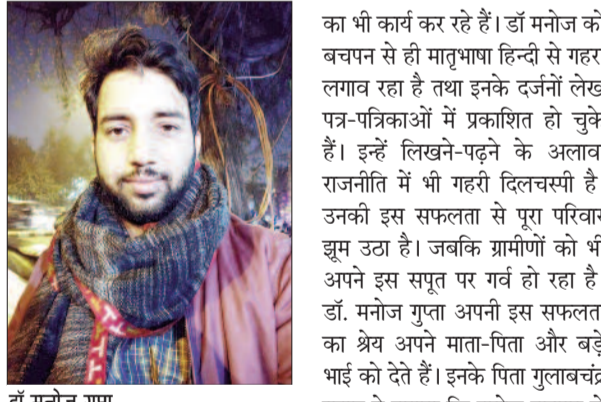 का भी कार्य कर रहे हैं। डॉ मनोज को
बचपन से ही मातृभाषा हिन्दी से गहरा
लगाव रहा है तथा इनके दर्जनों लेख
पत्र-पत्रिकाओं में प्रकाशित हो चुके
हैं। इन्हें लिखने-पढ़ने के अलावा
राजनीति में भी गहरी दिलचस्पी है
उनकी इस सफलता से पूरा परिवार
झूम उठा है। जबकि ग्रामीणों को भी
अपने इस सपूत पर गर्व हो रहा है
डॉ. मनोज गुप्ता अपनी इस सफलता
का श्रेय अपने माता-पिता और बड़े
भाई को देते हैं। इनके पिता गुलाबचंद्र
डॉ मनोज गुप्ता